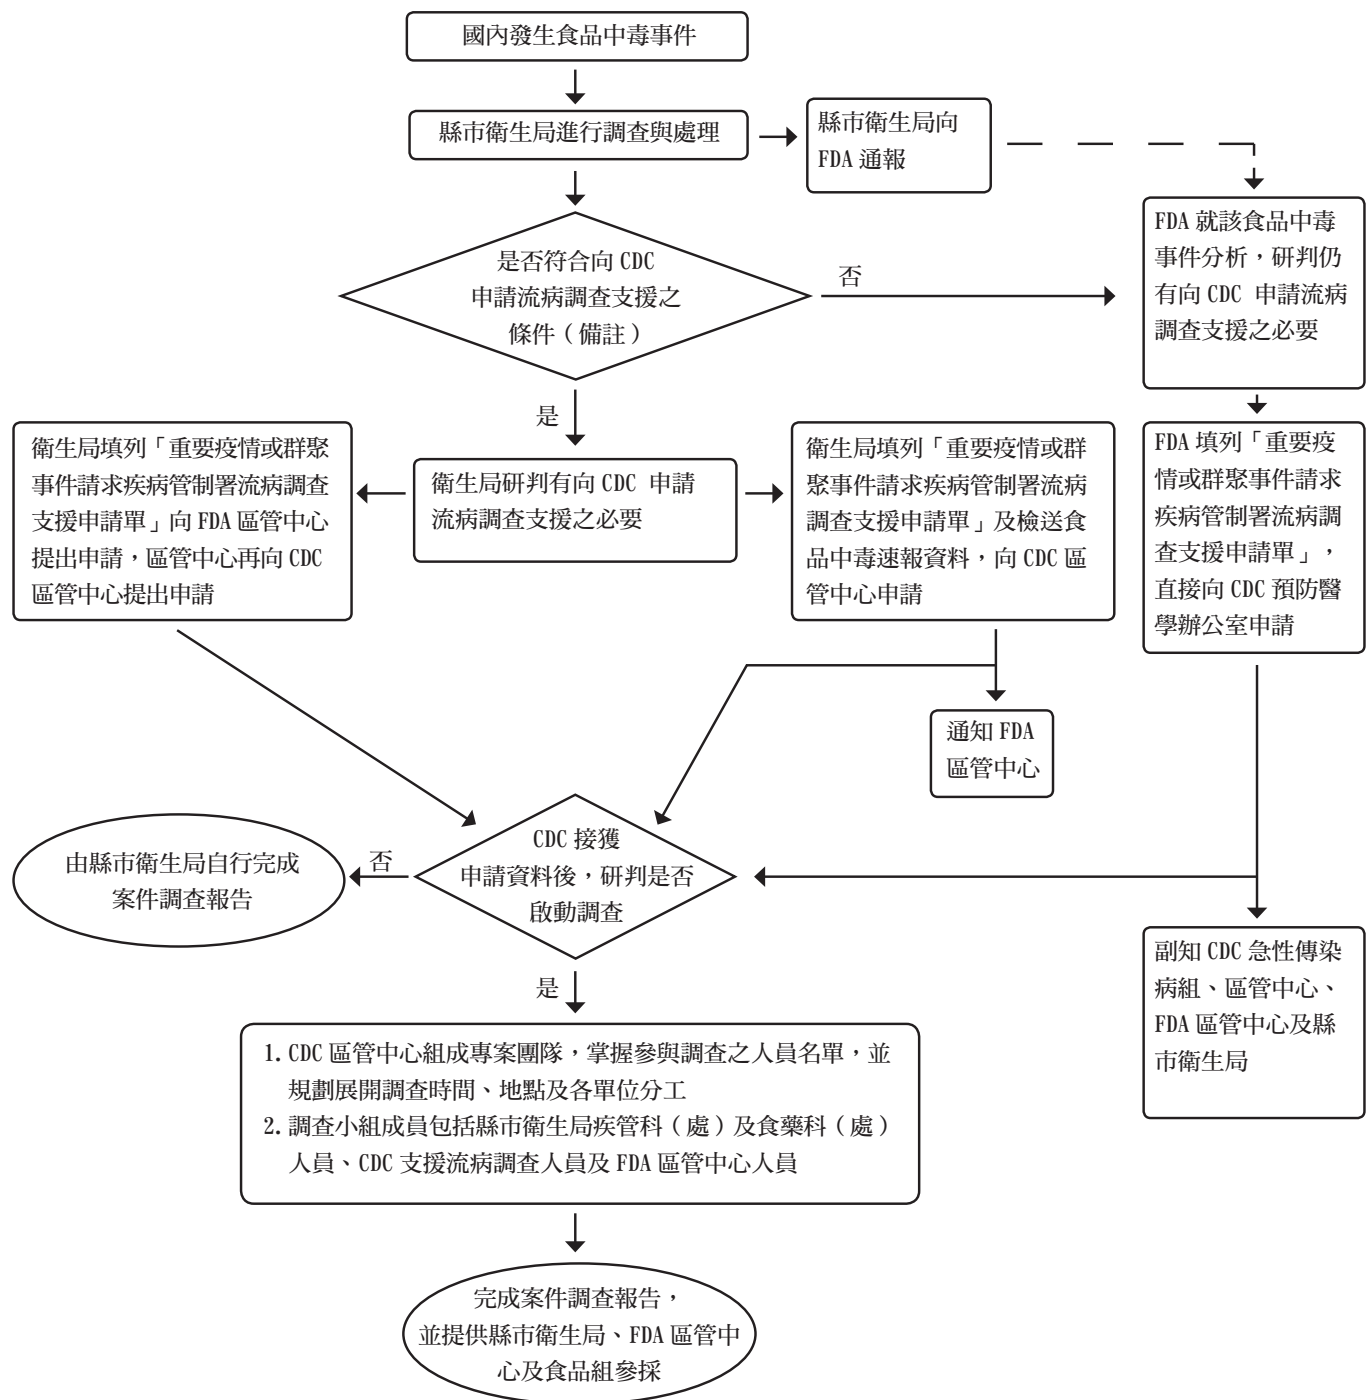 國內發生食品中毒事件
縣市衛生局進行調查與處理
縣市衛生局向
FDA 通報
是否符合向 CDC
申請流病調查支援之
條件（備註）
否
FDA 就該食品中毒
事件分析，研判仍
有向 CDC 申請流病
調查支援之必要
是
衛生局填列「重要疫情或群聚
事件請求疾病管制署流病調查
支援申請單」向 FDA 區管中心
提出申請，區管中心再向 CDC
區管中心提出申請
衛生局研判有向 CDC 申請
流病調查支援之必要
衛生局填列「重要疫情或群
聚事件請求疾病管制署流病
調查支援申請單」及檢送食
品中毒速報資料，向 CDC 區
管中心申請
FDA 填列「重要疫
情或群聚事件請求
疾病管制署流病調
查支援申請單」，
直接向 CDC 預防醫
學辦公室申請
通知 FDA
區管中心
CDC 接獲
申請資料後，研判是否
啟動調查
否
由縣市衛生局自行完成
案件調查報告
副知 CDC 急性傳染
病組、區管中心、
FDA 區管中心及縣
市衛生局
是
1. CDC 區管中心組成專案團隊，掌握參與調查之人員名單，並
規劃展開調查時間、地點及各單位分工
2. 調查小組成員包括縣市衛生局疾管科（處）及食藥科（處）
人員、CDC 支援流病調查人員及 FDA 區管中心人員
完成案件調查報告，
並提供縣市衛生局、FDA 區管中
心及食品組參採